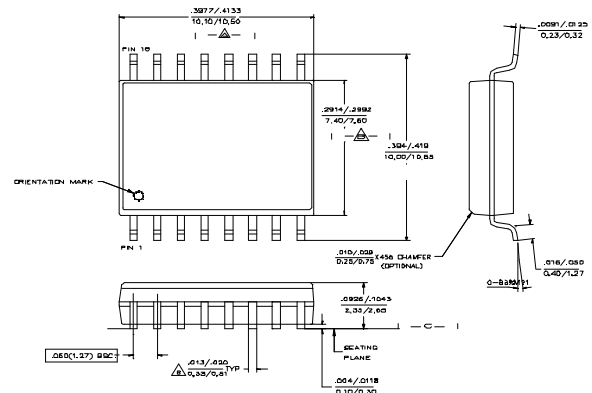 .3977/.4133
10.10/10.50
PIN 16
.0091/.0125
0.23/0.32
.2914/.2992
7.40/7.60
.394/.419
10.00/10.65
ORIENTATION MARK
PIN 1
.010/.029
0.25/0.75
CHAMFER
(OPTIONAL)
.016/.050
0.40/1.27
.0926/.1043
2.35/2.65
C
.050(1.27) BSC
.013/.020
0.33/0.51
TYP
SEATING
PLANE
.004/.0118
0.10/0.30